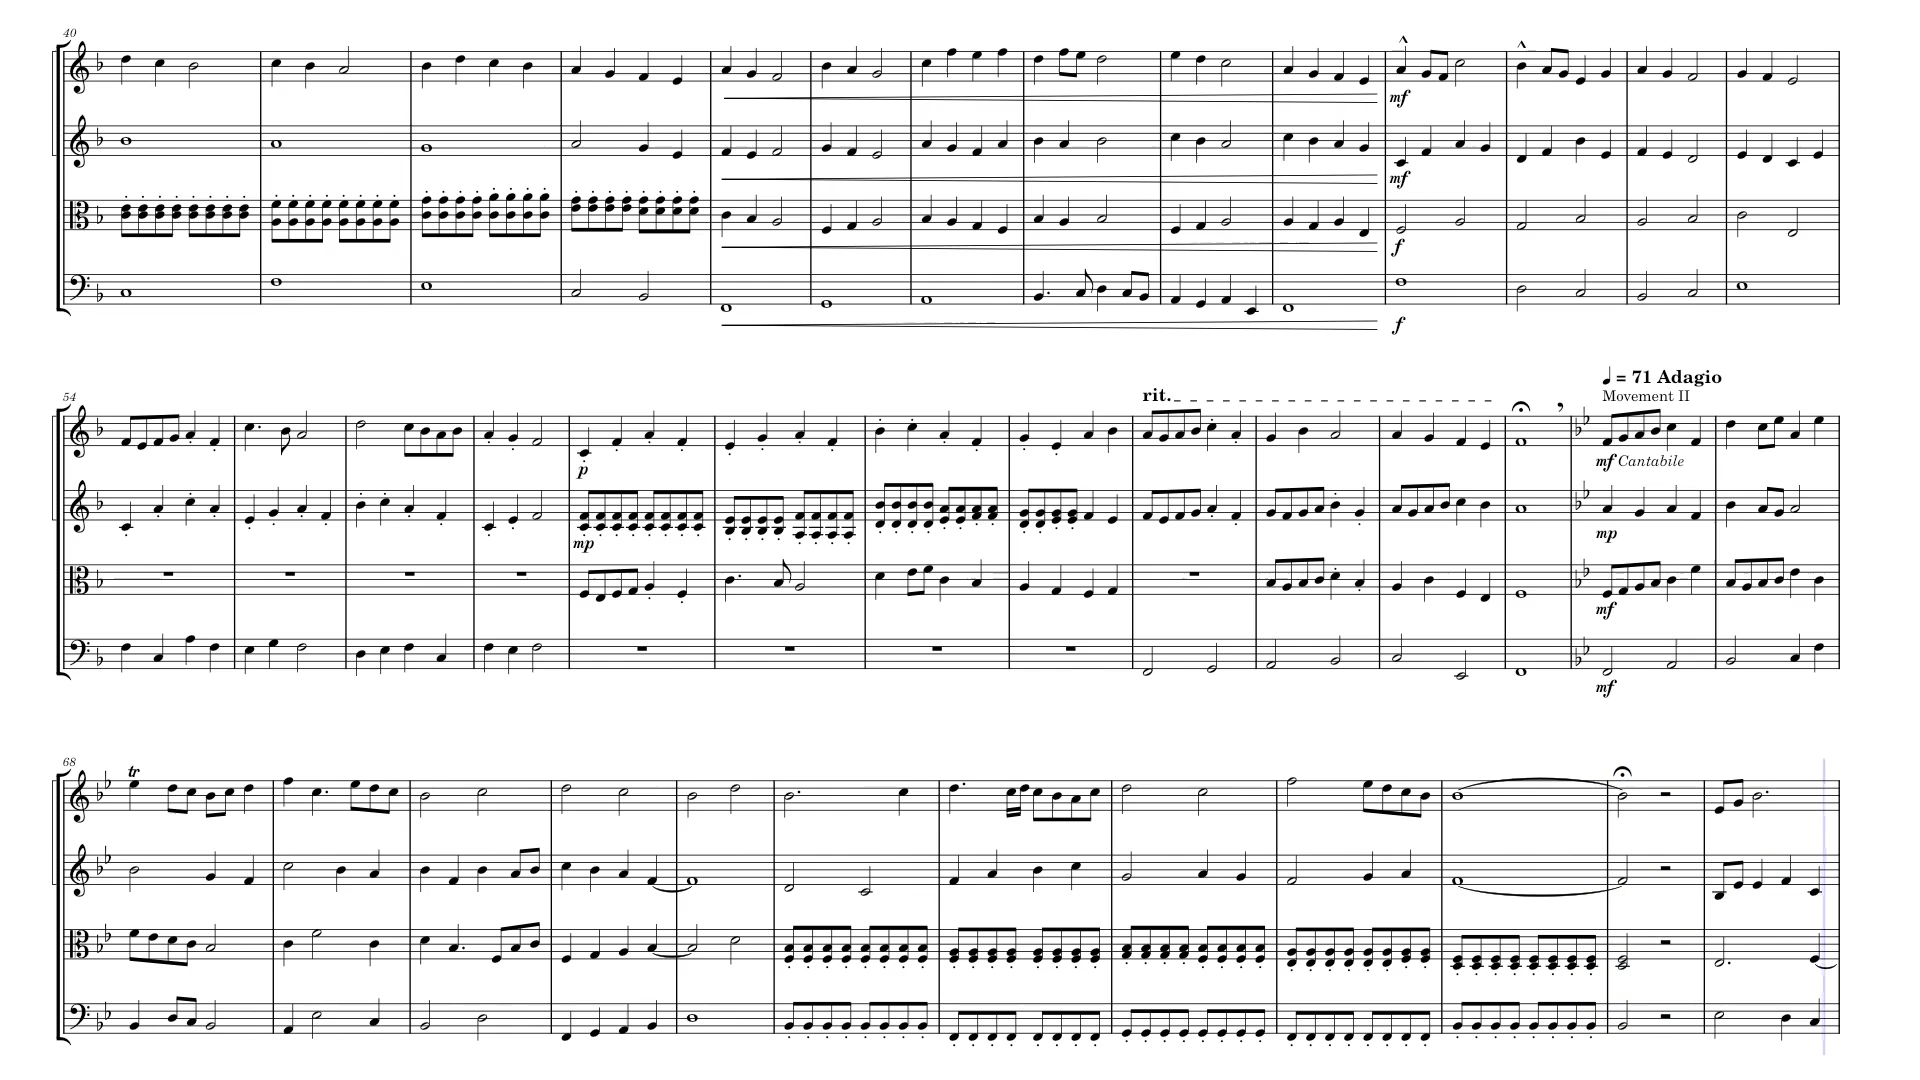 40
mf
mf
f
f
♩ = 71 Adagio
Movement II
rit.
54
p
mf Cantabile
mp
mp
mf
mf
68
tr